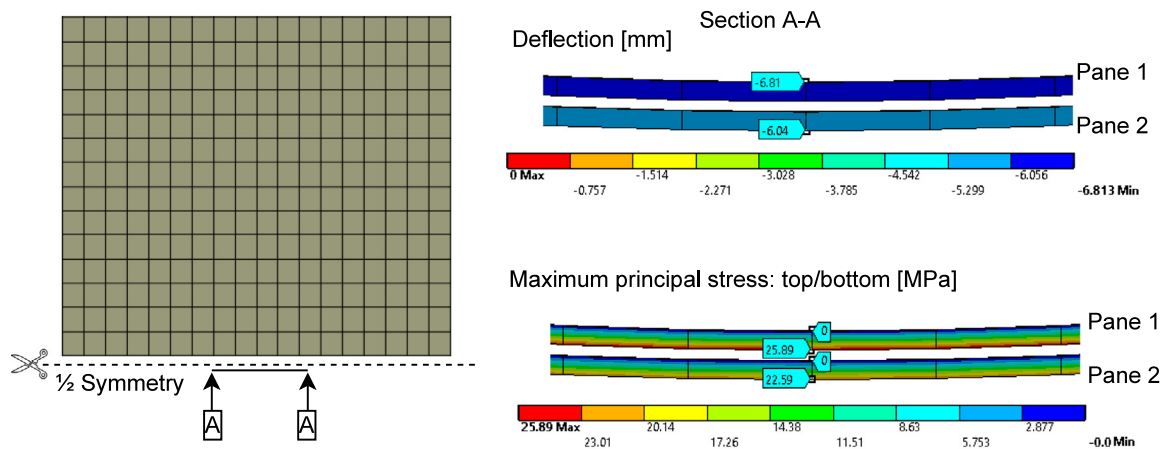 Section A-A
Deflection [mm]
-6.81
Pane 1
-6.04
Pane 2
0 Max
-0.757
-1.514
-2.271
-3.028
-3.785
-4.542
-5.299
-6.056
-6.813 Min
Maximum principal stress: top/bottom [MPa]
0
Pane 1
25.89
0
22.59
Pane 2
25.89 Max
23.01
20.14
17.26
14.38
11.51
8.63
5.753
2.877
-0.0 Min
½ Symmetry
A A